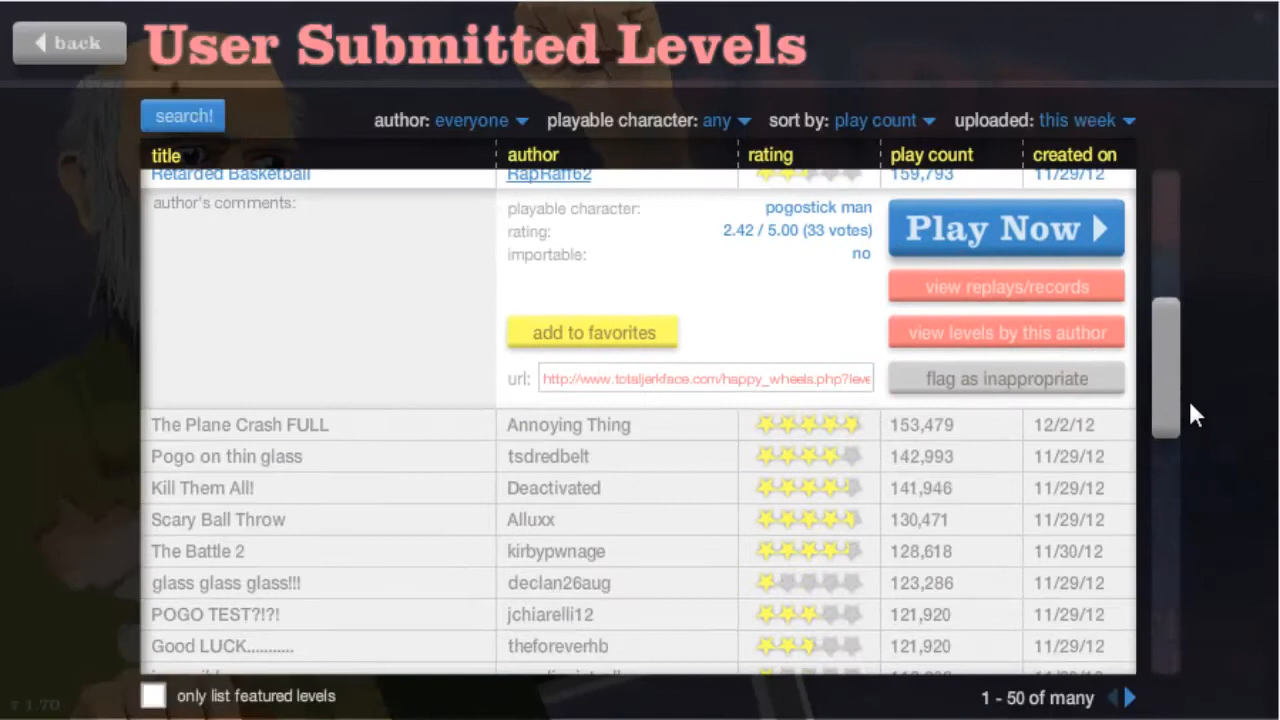 back
User Submitted Levels
search!
author: everyone playable character: any sort by: play count uploaded: this week
title author rating play count created on
Retarded Basketball RapRaff62 159,793 11/29/12
author's comments:
playable character: pogostick man
rating: 2.42 / 5.00 (33 votes)
importable: no
Play Now
view replays/records
add to favorites
view levels by this author
url: http://www.totaljerkface.com/happy_wheels.php?leve
flag as inappropriate
The Plane Crash FULL Annoying Thing 153,479 12/2/12
Pogo on thin glass tsdredbelt 142,993 11/29/12
Kill Them All! Deactivated 141,946 11/29/12
Scary Ball Throw Alluxx 130,471 11/29/12
The Battle 2 kirbypwnage 128,618 11/30/12
glass glass glass!!! declan26aug 123,286 11/29/12
POGO TEST?!?! jchiarelli12 121,920 11/29/12
Good LUCK.......... theforeverhb 121,920 11/29/12
only list featured levels
1 - 50 of many
v 1.70